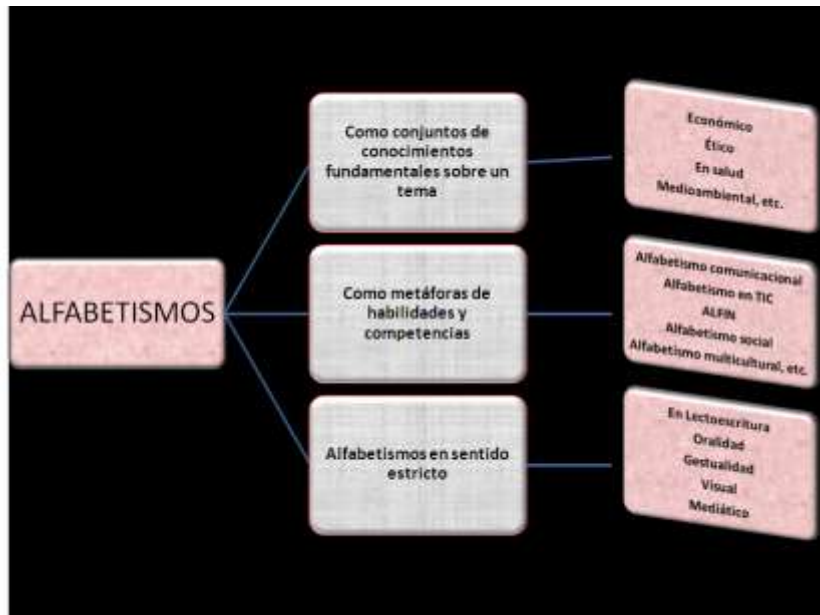 ALFABETISMOS
Como conjuntos de
conocimientos
fundamentales sobre un
tema
Económico
Ético
En salud
Medioambiental, etc.
Como metáforas de
habilidades y
competencias
Alfabetismo comunicacional
Alfabetismo en TIC
ALFIN
Alfabetismo social
Alfabetismo multicultural, etc.
Alfabetismos en sentido
estricto
En Lectoescritura
Oralidad
Gestualidad
Visual
Mediático